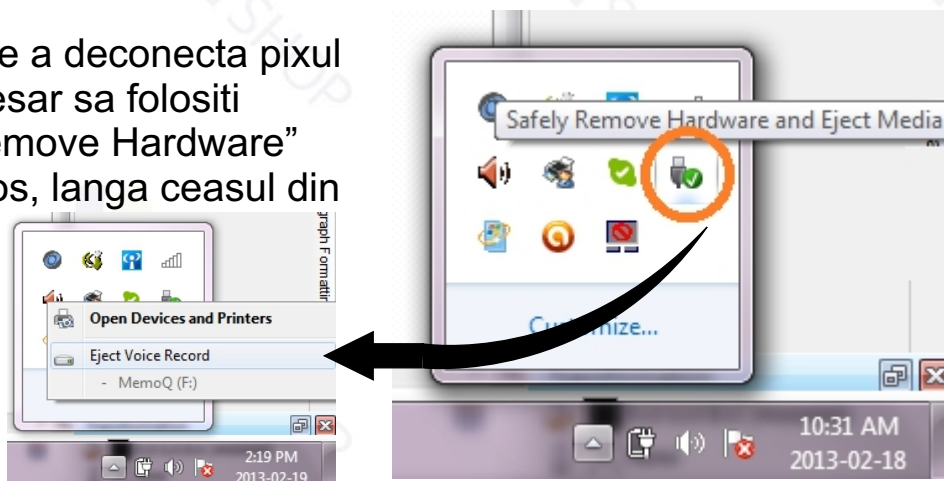 e a deconecta pixul
esar sa folositi
emove Hardware”
os, langa ceasul din
Safely Remove Hardware and Eject Media
Customize...
10:31 AM
2013-02-18
Open Devices and Printers
Eject Voice Record
- MemoQ (F:)
2:19 PM
2013-02-19